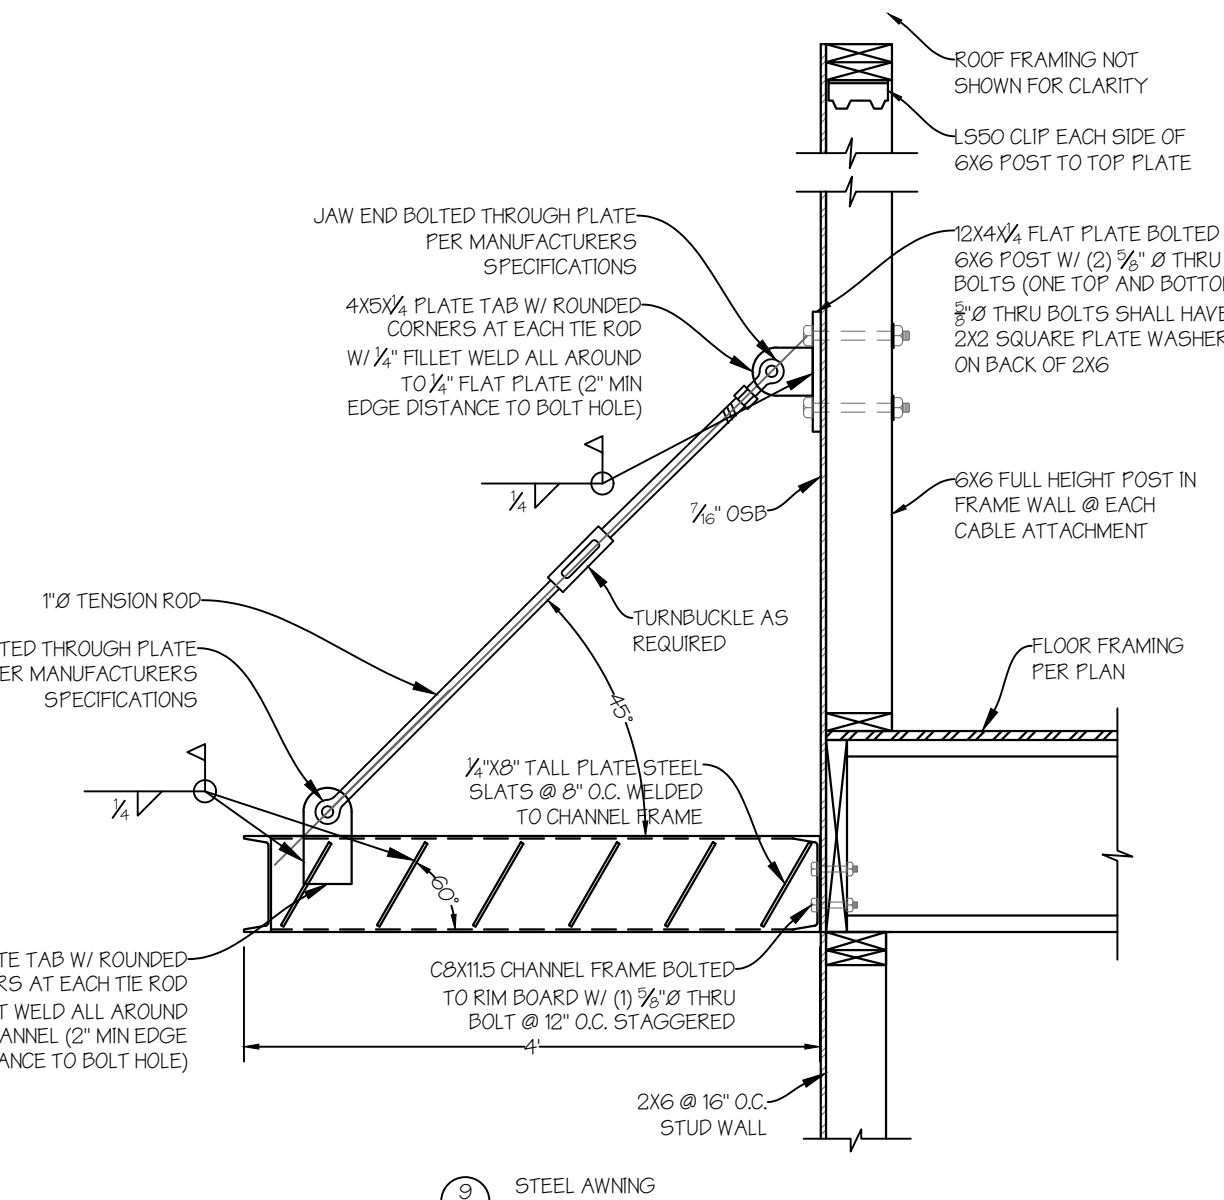 ROOF FRAMING NOT
SHOWN FOR CLARITY
LS50 CLIP EACH SIDE OF
6X6 POST TO TOP PLATE
JAW END BOLTED THROUGH PLATE
PER MANUFACTURERS
SPECIFICATIONS
12X4X1/4 FLAT PLATE BOLTED
6X6 POST W/ (2) 5/8" Ø THRU
BOLTS (ONE TOP AND BOTTO
5/8"Ø THRU BOLTS SHALL HAVE
2X2 SQUARE PLATE WASHER
ON BACK OF 2X6
4X5X1/4 PLATE TAB W/ ROUNDED
CORNERS AT EACH TIE ROD
W/ 1/4" FILLET WELD ALL AROUND
TO 1/4" FLAT PLATE (2" MIN
EDGE DISTANCE TO BOLT HOLE)
1/4
7/16" OSB
6X6 FULL HEIGHT POST IN
FRAME WALL @ EACH
CABLE ATTACHMENT
1"Ø TENSION ROD
TURNBUCKLE AS
REQUIRED
TED THROUGH PLATE
ER MANUFACTURERS
SPECIFICATIONS
FLOOR FRAMING
PER PLAN
45°
1/4"X8" TALL PLATE STEEL
SLATS @ 8" O.C. WELDED
TO CHANNEL FRAME
1/4
60°
TE TAB W/ ROUNDED
RS AT EACH TIE ROD
T WELD ALL AROUND
ANNEL (2" MIN EDGE
ANCE TO BOLT HOLE)
C8X11.5 CHANNEL FRAME BOLTED
TO RIM BOARD W/ (1) 5/8"Ø THRU
BOLT @ 12" O.C. STAGGERED
4'
2X6 @ 16" O.C.
STUD WALL
9
STEEL AWNING